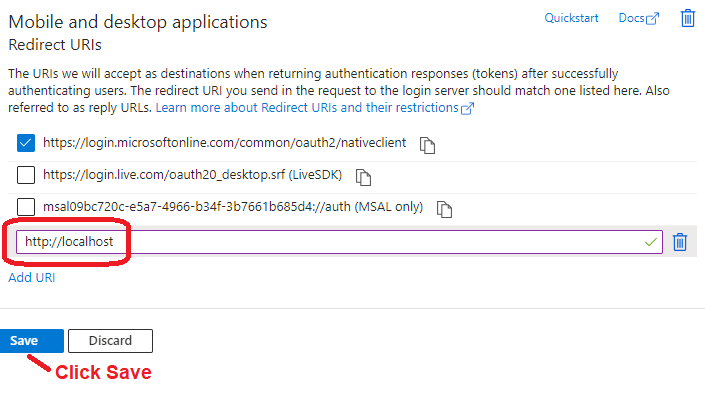 Mobile and desktop applications
Quickstart
Docs
Redirect URIs
The URIs we will accept as destinations when returning authentication responses (tokens) after successfully
authenticating users. The redirect URI you send in the request to the login server should match one listed here. Also
referred to as reply URLs. Learn more about Redirect URIs and their restrictions
https://login.microsoftonline.com/common/oauth2/nativeclient
https://login.live.com/oauth20_desktop.srf (LiveSDK)
msal09bc720c-e5a7-4966-b34f-3b7661b685d4://auth (MSAL only)
http://localhost
Add URI
Save
Discard
Click Save